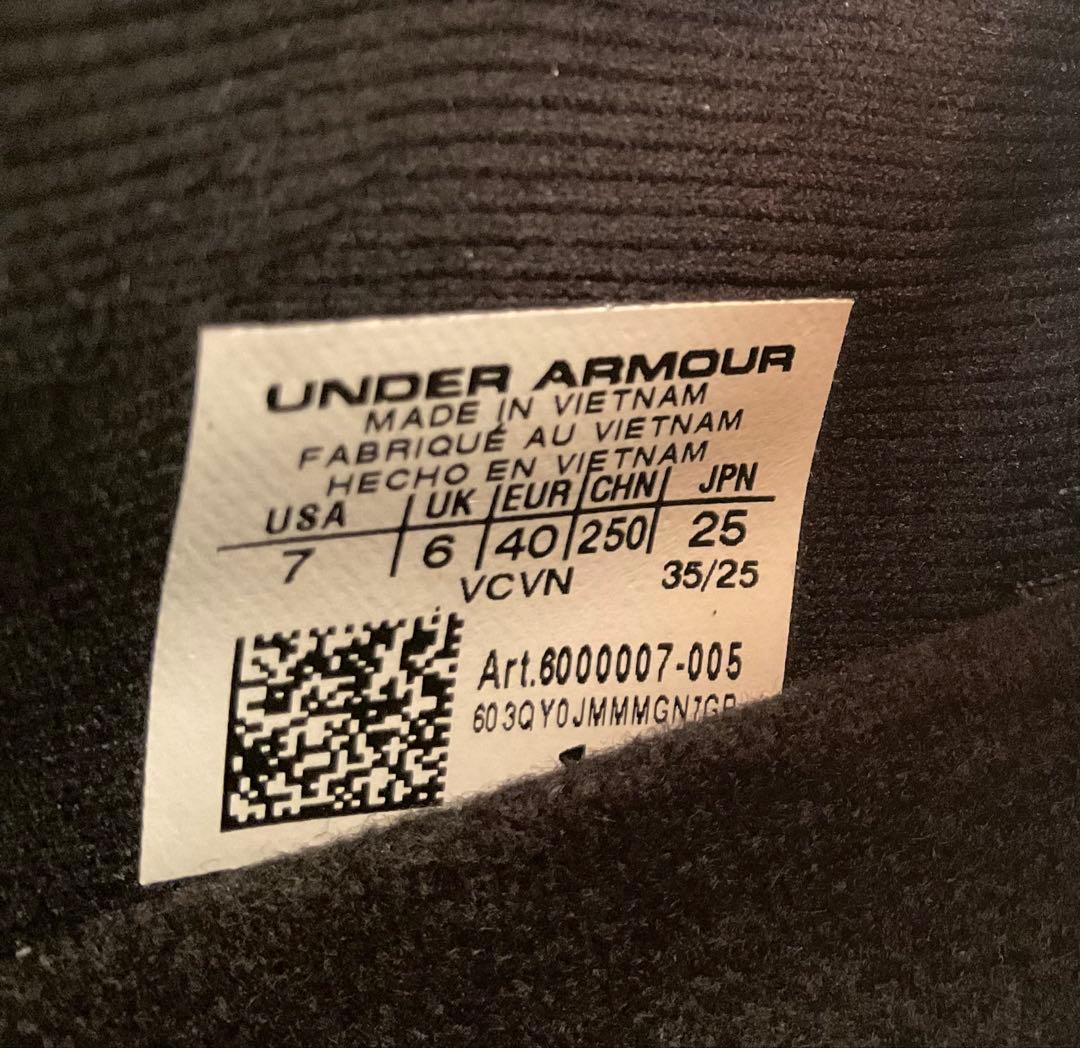 UNDER ARMOUR
MADE IN VIETNAM
FABRIQUÉ AU VIETNAM
HECHO EN VIETNAM
USA UK EUR CHN JPN
7 6 40 250 25
VCVN 35/25
Art.6000007-005